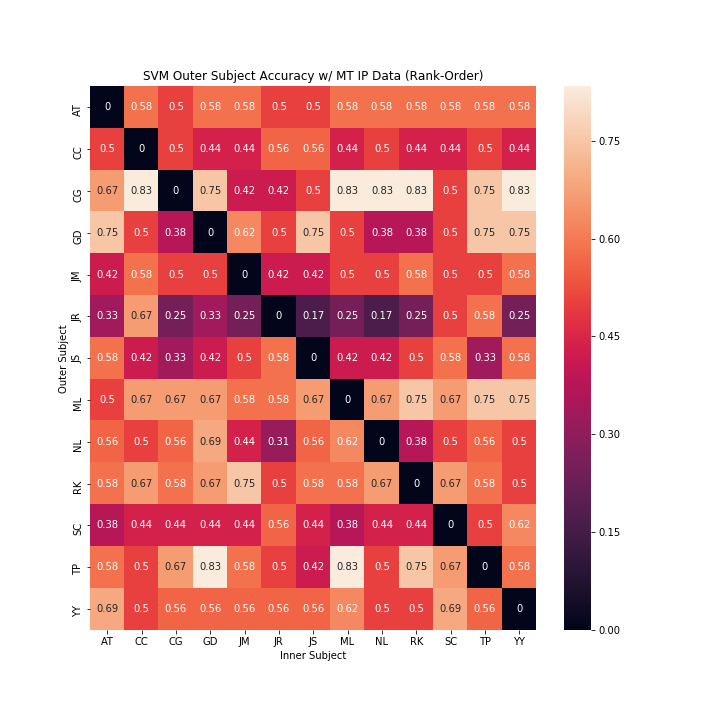 SVM Outer Subject Accuracy w/ MT IP Data (Rank-Order)
AT 0 0.58 0.5 0.58 0.58 0.5 0.5 0.58 0.58 0.58 0.58 0.58 0.58
CC 0.5 0 0.5 0.44 0.44 0.56 0.56 0.44 0.5 0.44 0.44 0.5 0.44
CG 0.67 0.83 0 0.75 0.42 0.42 0.5 0.83 0.83 0.83 0.5 0.75 0.83
GD 0.75 0.5 0.38 0 0.62 0.5 0.75 0.5 0.38 0.38 0.5 0.75 0.75
JM 0.42 0.58 0.5 0.5 0 0.42 0.42 0.5 0.5 0.58 0.5 0.5 0.58
JR 0.33 0.67 0.25 0.33 0.25 0 0.17 0.25 0.17 0.25 0.5 0.58 0.25
JS 0.58 0.42 0.33 0.42 0.5 0.58 0 0.42 0.42 0.5 0.58 0.33 0.58
ML 0.5 0.67 0.67 0.67 0.58 0.58 0.67 0 0.67 0.75 0.67 0.75 0.75
NL 0.56 0.5 0.56 0.69 0.44 0.31 0.56 0.62 0 0.38 0.5 0.56 0.5
RK 0.58 0.67 0.58 0.67 0.75 0.5 0.58 0.58 0.67 0 0.67 0.58 0.5
SC 0.38 0.44 0.44 0.44 0.44 0.56 0.44 0.38 0.44 0.44 0 0.5 0.62
TP 0.58 0.5 0.67 0.83 0.58 0.5 0.42 0.83 0.5 0.75 0.67 0 0.58
YY 0.69 0.5 0.56 0.56 0.56 0.56 0.56 0.62 0.5 0.5 0.69 0.56 0
AT CC CG GD JM JR JS ML NL RK SC TP YY
Inner Subject
Outer Subject
0.75
0.60
0.45
0.30
0.15
0.00